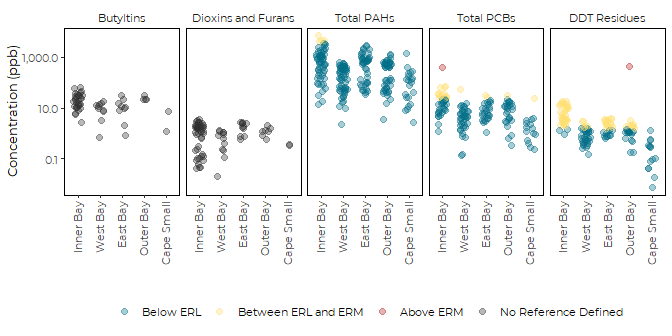 Butyltins Dioxins and Furans Total PAHs Total PCBs DDT Residues
Concentration (ppb)
1,000.0
10.0
0.1
Inner Bay West Bay East Bay Outer Bay Cape Small Inner Bay West Bay East Bay Outer Bay Cape Small Inner Bay West Bay East Bay Outer Bay Cape Small Inner Bay West Bay East Bay Outer Bay Cape Small Inner Bay West Bay East Bay Outer Bay Cape Small
Below ERL Between ERL and ERM Above ERM No Reference Defined